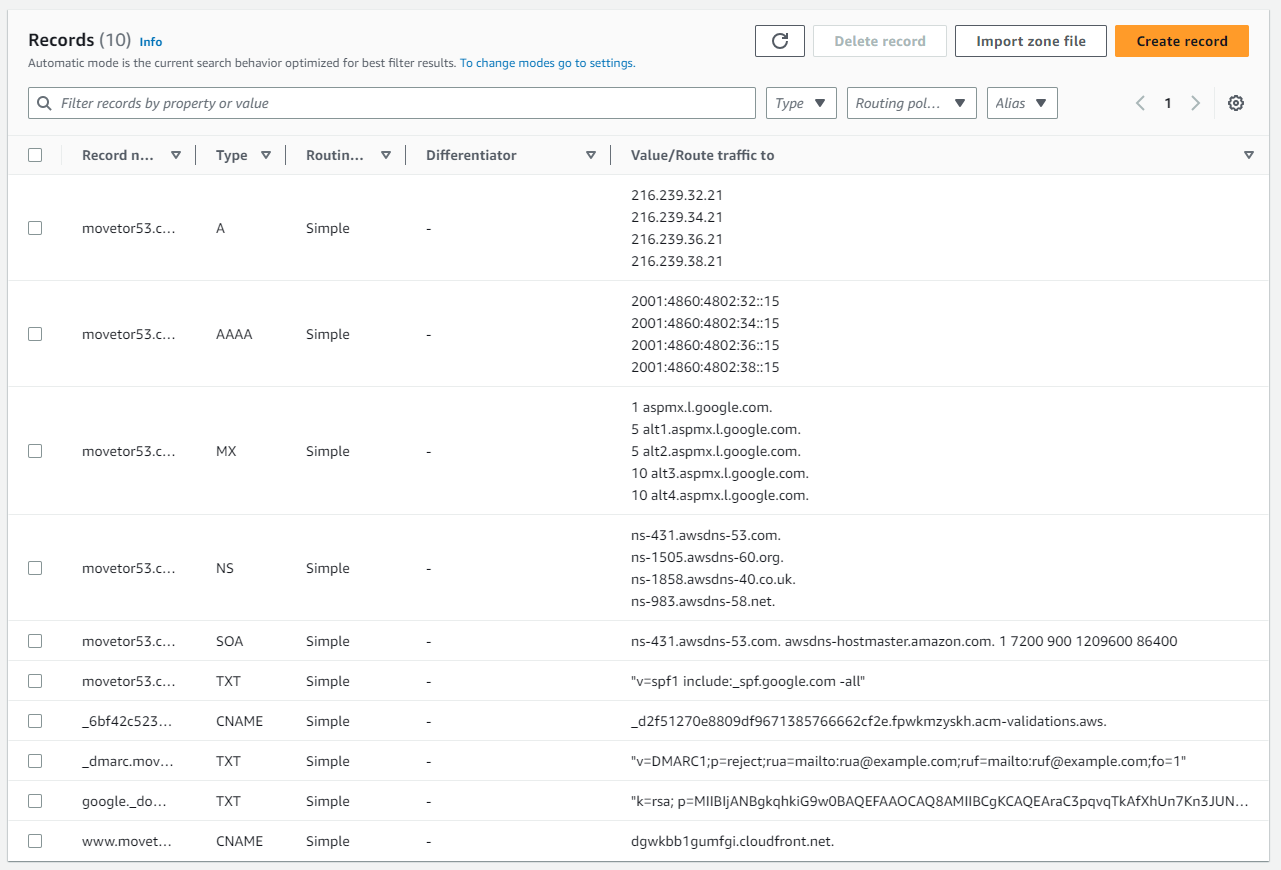 Records (10) Info
Delete record
Import zone file
Create record
Automatic mode is the current search behavior optimized for best filter results. To change modes go to settings.
Filter records by property or value
Type
Routing pol...
Alias
1
Record n...
Type
Routin...
Differentiator
Value/Route traffic to
movetor53.c...
A
Simple
-
216.239.32.21
216.239.34.21
216.239.36.21
216.239.38.21
movetor53.c...
AAAA
Simple
-
2001:4860:4802:32::15
2001:4860:4802:34::15
2001:4860:4802:36::15
2001:4860:4802:38::15
movetor53.c...
MX
Simple
-
1 aspmx.l.google.com.
5 alt1.aspmx.l.google.com.
5 alt2.aspmx.l.google.com.
10 alt3.aspmx.l.google.com.
10 alt4.aspmx.l.google.com.
movetor53.c...
NS
Simple
-
ns-431.awsdns-53.com.
ns-1505.awsdns-60.org.
ns-1858.awsdns-40.co.uk.
ns-983.awsdns-58.net.
movetor53.c...
SOA
Simple
-
ns-431.awsdns-53.com. awsdns-hostmaster.amazon.com. 1 7200 900 1209600 86400
movetor53.c...
TXT
Simple
-
"v=spf1 include:_spf.google.com -all"
_6bf42c523...
CNAME
Simple
-
_d2f51270e8809df9671385766662cf2e.fpwkmzyskh.acm-validations.aws.
_dmarc.mov...
TXT
Simple
-
"v=DMARC1;p=reject;rua=mailto:rua@example.com;ruf=mailto:ruf@example.com;fo=1"
google._do...
TXT
Simple
-
"k=rsa; p=MIIBIjANBgkqhkiG9w0BAQEFAAOCAQ8AMIIBCgKCAQEAraC3pqvqTkAfXhUn7Kn3JUN...
www.movet...
CNAME
Simple
-
dgwkbb1gumfgi.cloudfront.net.